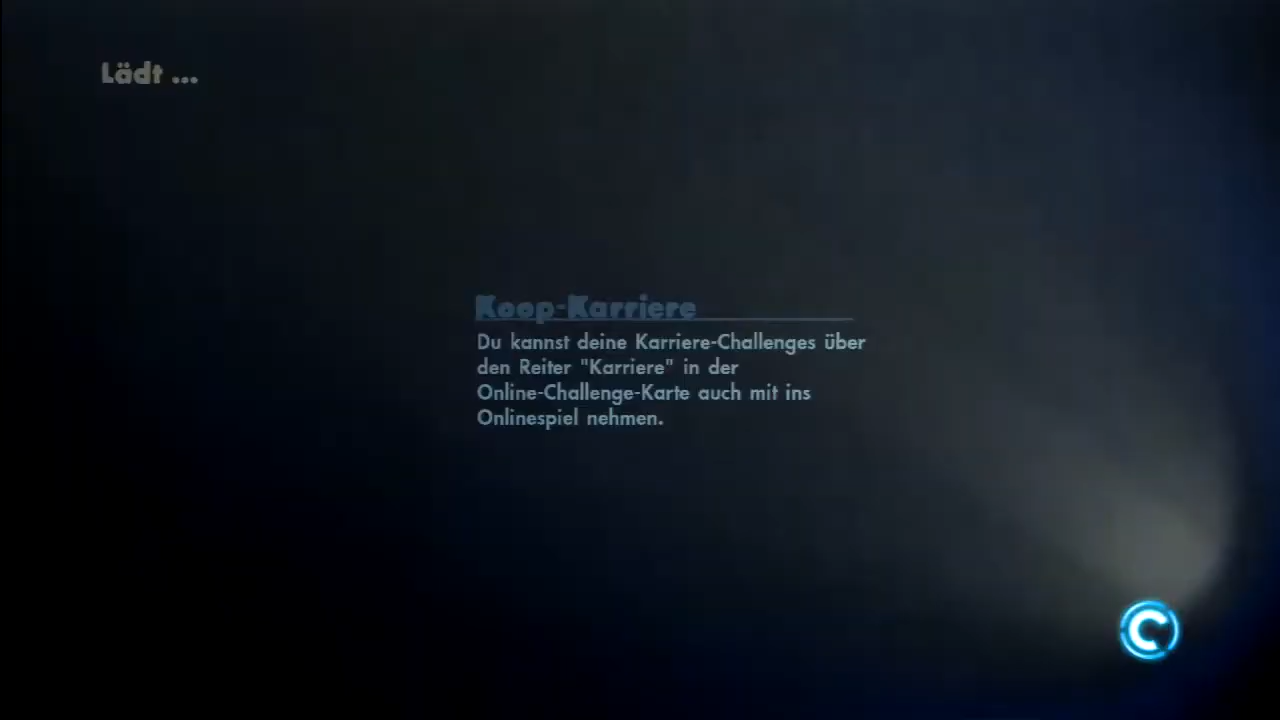 Lädt ...
Koop-Karriere
Du kannst deine Karriere-Challenges über
den Reiter "Karriere" in der
Online-Challenge-Karte auch mit ins
Onlinespiel nehmen.
C